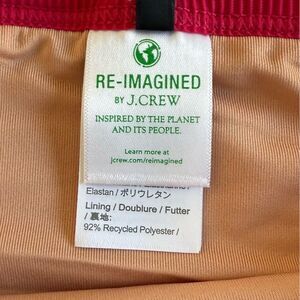 RE-IMAGINED
BY J.CREW
INSPIRED BY THE PLANET
AND ITS PEOPLE.
Learn more at
jcrew.com/reimagined
Elastan / ポリウレタン
Lining / Doublure / Futter
/ 裏地:
92% Recycled Polyester /